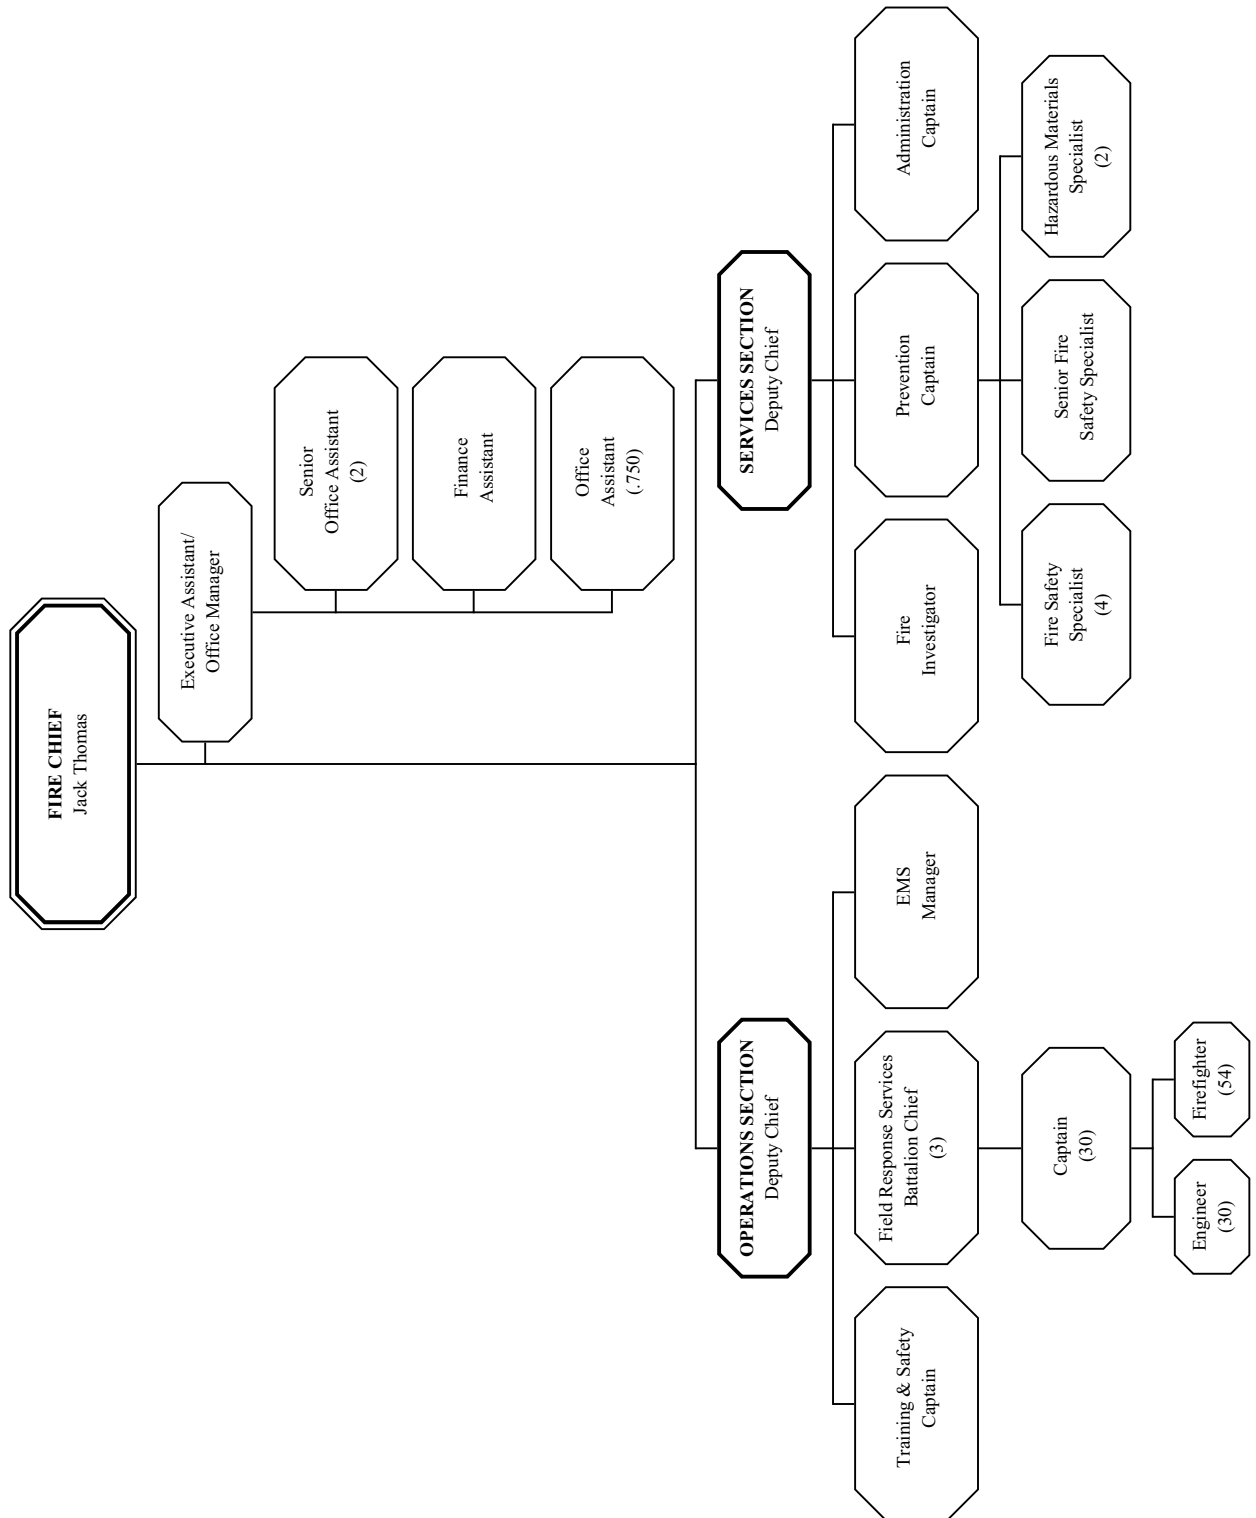 FIRE CHIEF
Jack Thomas
Executive Assistant/
Office Manager
Senior
Office Assistant
(2)
Finance
Assistant
Office
Assistant
(.750)
OPERATIONS SECTION
Deputy Chief
SERVICES SECTION
Deputy Chief
Training & Safety
Captain
Field Response Services
Battalion Chief
(3)
EMS
Manager
Fire
Investigator
Prevention
Captain
Administration
Captain
Captain
(30)
Fire Safety
Specialist
(4)
Senior Fire
Safety Specialist
Hazardous Materials
Specialist
(2)
Engineer
(30)
Firefighter
(54)